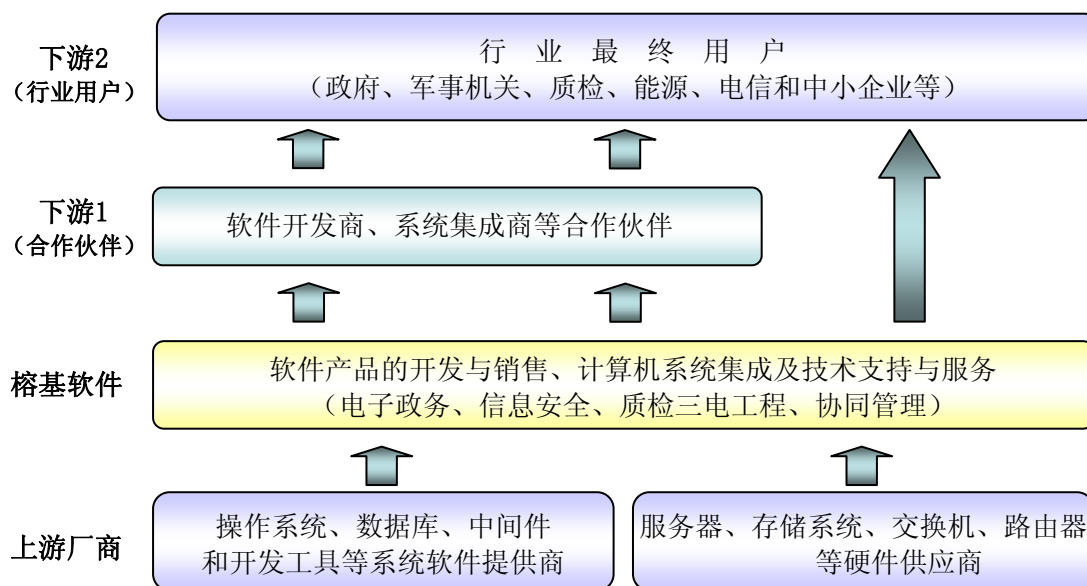 下游2
（行业用户）
行 业 最 终 用 户
（政府、军事机关、质检、能源、电信和中小企业等）
下游1
（合作伙伴）
软件开发商、系统集成商等合作伙伴
榕基软件
软件产品的开发与销售、计算机系统集成及技术支持与服务
（电子政务、信息安全、质检三电工程、协同管理）
上游厂商
操作系统、数据库、中间件
和开发工具等系统软件提供商
服务器、存储系统、交换机、路由器
等硬件供应商